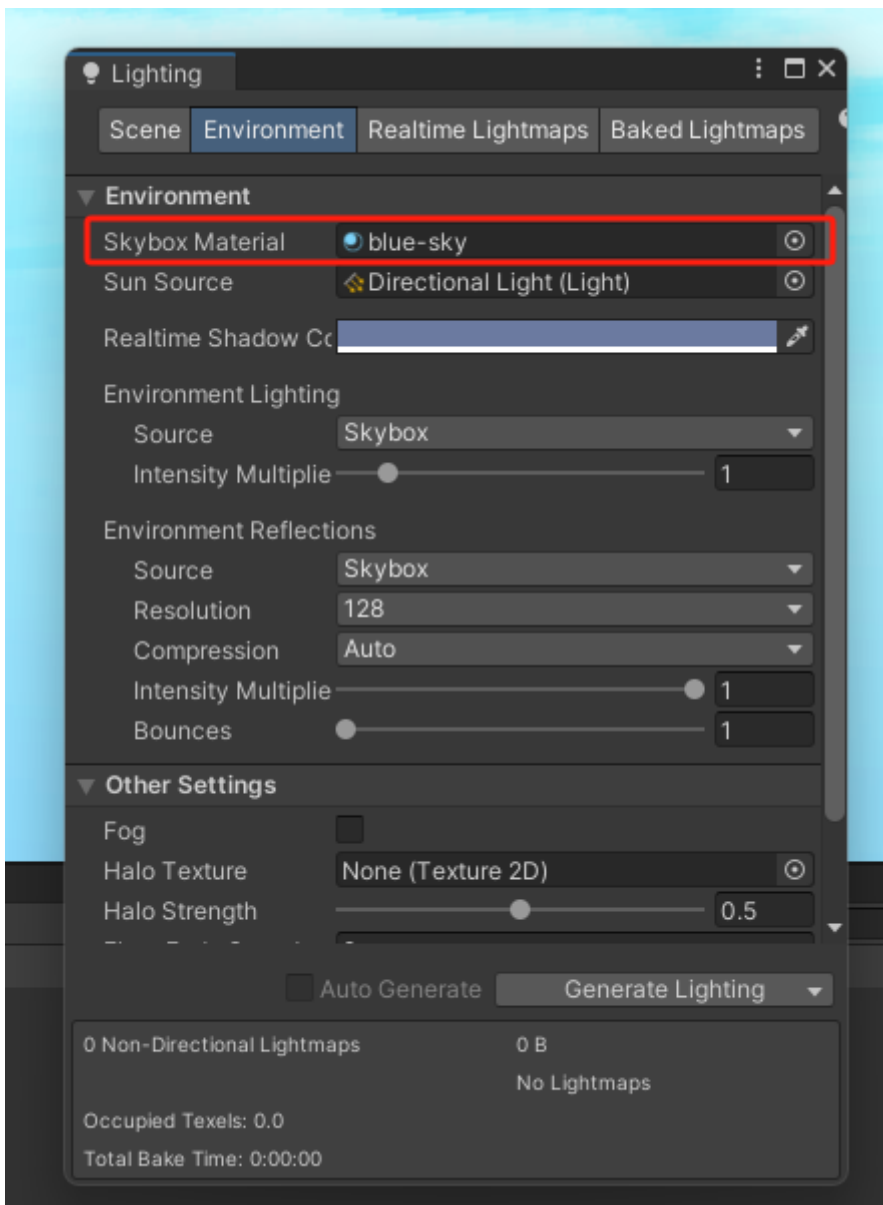 Lighting
Scene Environment Realtime Lightmaps Baked Lightmaps
Environment
Skybox Material blue-sky
Sun Source Directional Light (Light)
Realtime Shadow Co
Environment Lighting
Source Skybox
Intensity Multiplie 1
Environment Reflections
Source Skybox
Resolution 128
Compression Auto
Intensity Multiplie 1
Bounces 1
Other Settings
Fog
Halo Texture None (Texture 2D)
Halo Strength 0.5
Auto Generate Generate Lighting
0 Non-Directional Lightmaps 0 B
No Lightmaps
Occupied Texels: 0.0
Total Bake Time: 0:00:00